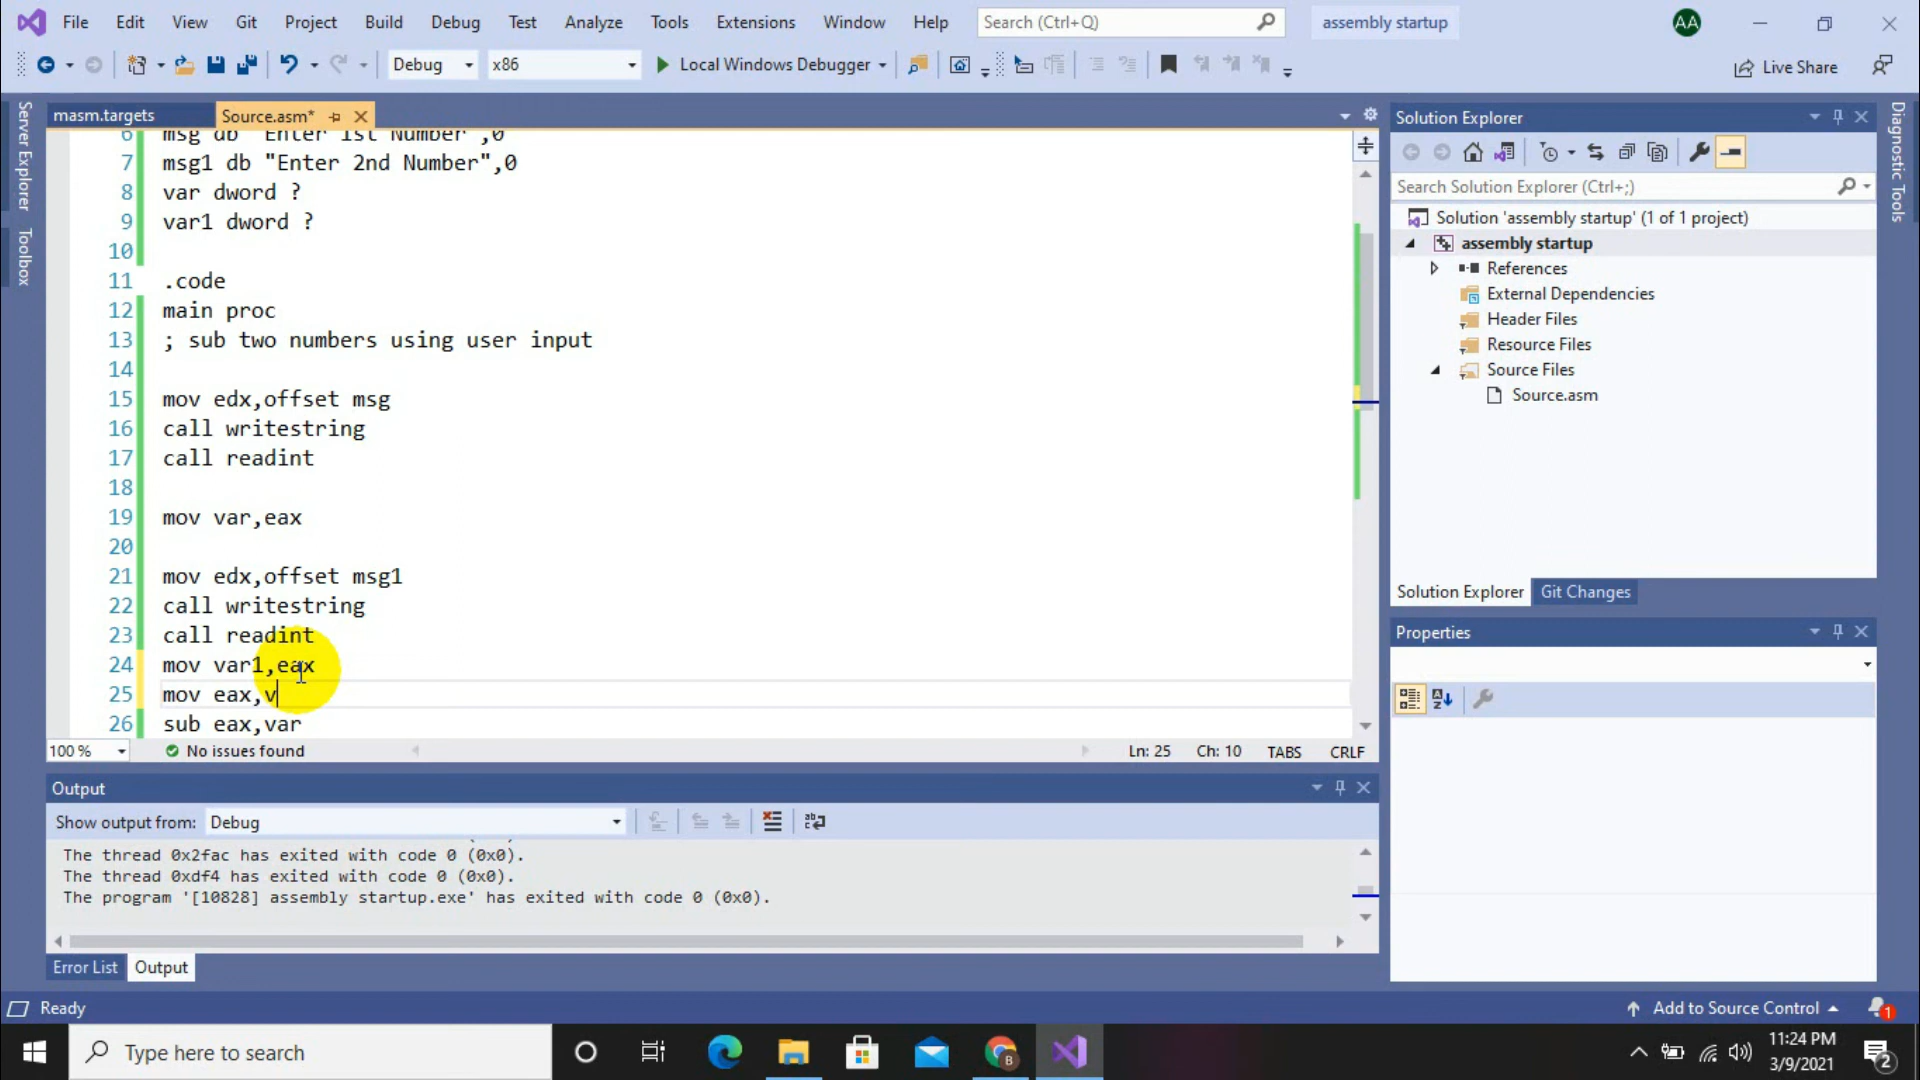 File Edit View Git Project Build Debug Test Analyze Tools Extensions Window Help Search (Ctrl+Q) assembly startup AA
Debug x86 Local Windows Debugger Live Share
Server Explorer
Toolbox
masm.targets Source.asm*
6 msg db "Enter 1st Number",0
7 msg1 db "Enter 2nd Number",0
8 var dword ?
9 var1 dword ?
10
11 .code
12 main proc
13 ; sub two numbers using user input
14
15 mov edx,offset msg
16 call writestring
17 call readint
18
19 mov var,eax
20
21 mov edx,offset msg1
22 call writestring
23 call readint
24 mov var1,eax
25 mov eax,v
26 sub eax,var
100 % No issues found Ln: 25 Ch: 10 TABS CRLF
Output
Show output from: Debug
The thread 0x2fac has exited with code 0 (0x0).
The thread 0xdf4 has exited with code 0 (0x0).
The program '[10828] assembly startup.exe' has exited with code 0 (0x0).
Error List Output
Solution Explorer
Search Solution Explorer (Ctrl+;)
Solution 'assembly startup' (1 of 1 project)
assembly startup
References
External Dependencies
Header Files
Resource Files
Source Files
Source.asm
Solution Explorer Git Changes
Properties
Diagnostic Tools
Ready Add to Source Control 1
Type here to search B 11:24 PM
3/9/2021 2